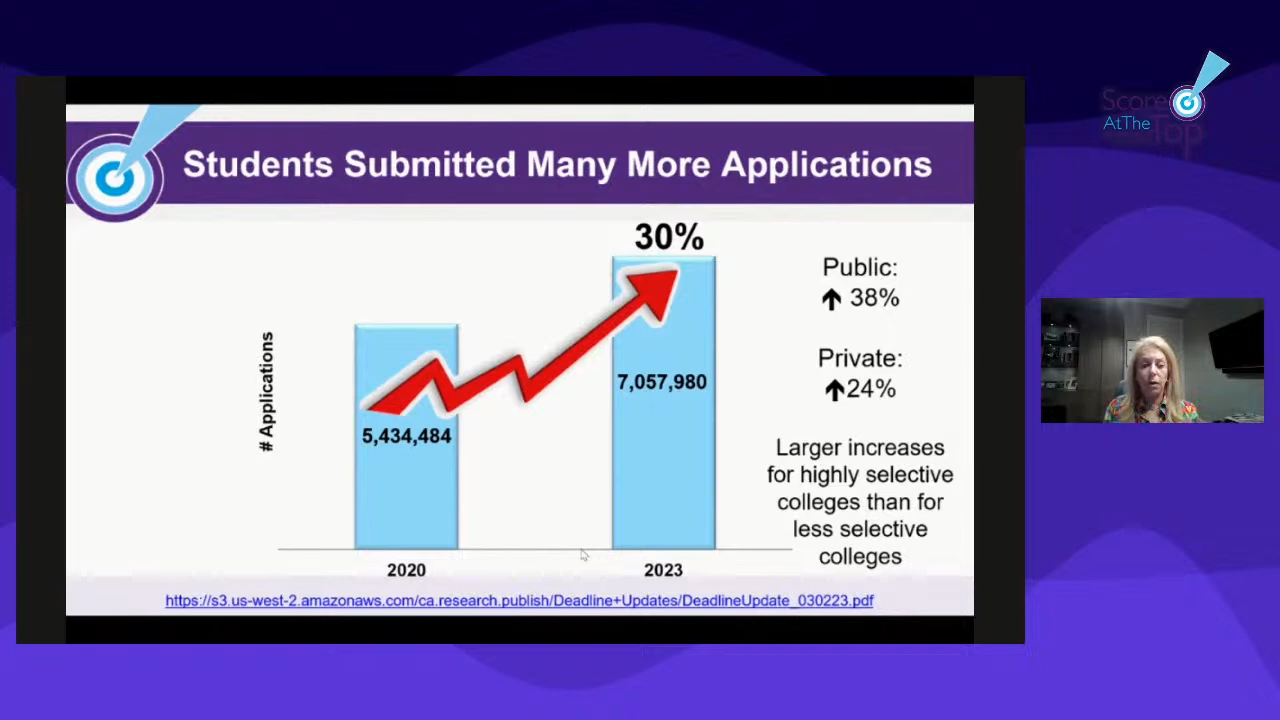 Score
AtThe
Top
Students Submitted Many More Applications
30%
# Applications
5,434,484
7,057,980
2020
2023
Public:
↑ 38%
Private:
↑24%
Larger increases
for highly selective
colleges than for
less selective
colleges
https://s3.us-west-2.amazonaws.com/ca.research.publish/Deadline+Updates/DeadlineUpdate_030223.pdf